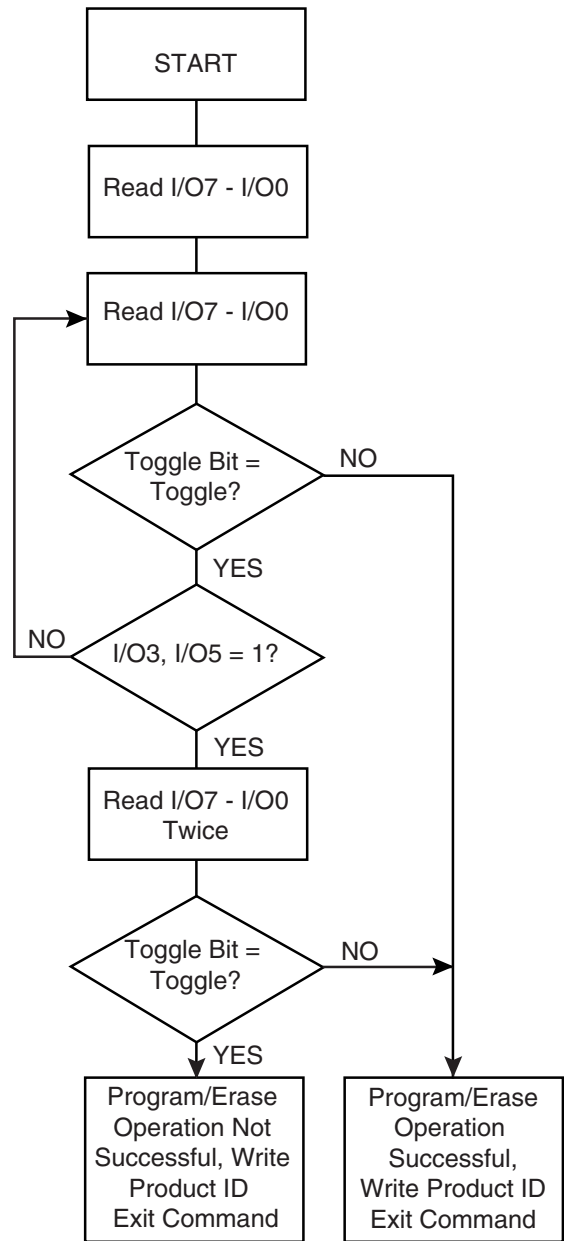 START
Read I/O7 - I/O0
Read I/O7 - I/O0
Toggle Bit =
Toggle?
NO
YES
NO
I/O3, I/O5 = 1?
YES
Read I/O7 - I/O0
Twice
Toggle Bit =
Toggle?
NO
YES
Program/Erase
Operation Not
Successful, Write
Product ID
Exit Command
Program/Erase
Operation
Successful,
Write Product ID
Exit Command